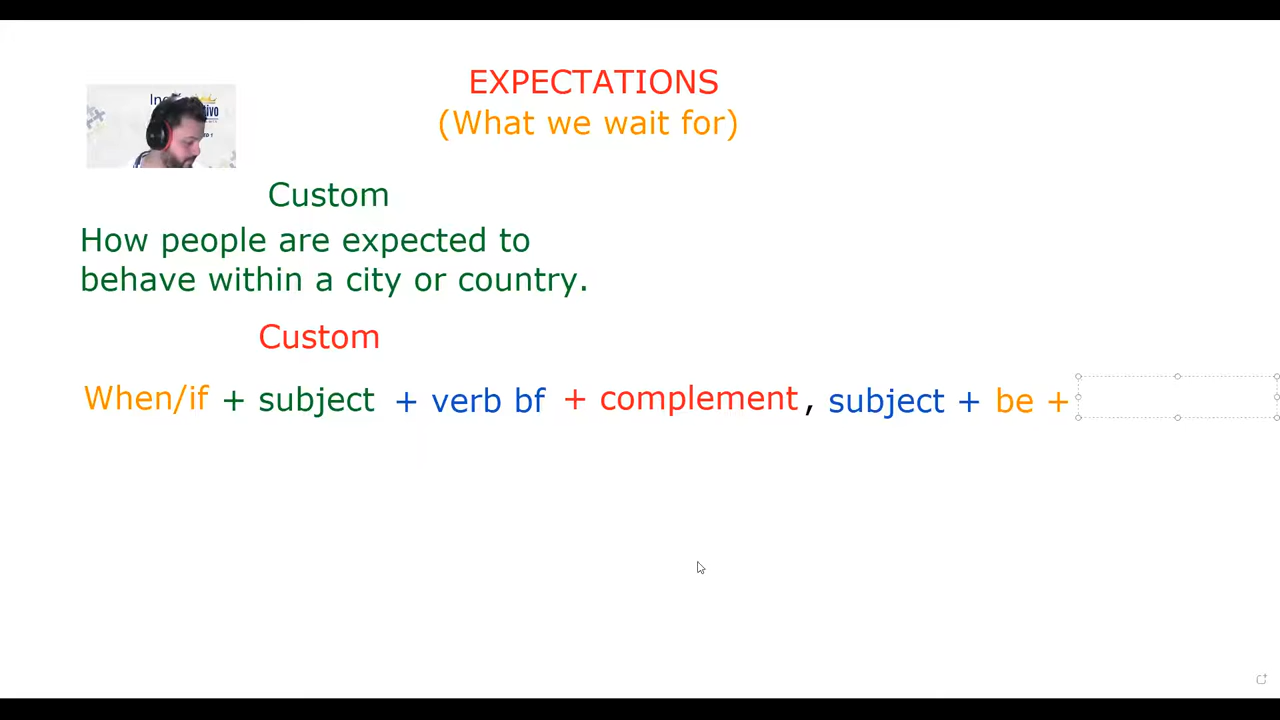 EXPECTATIONS
(What we wait for)
Custom
How people are expected to
behave within a city or country.
Custom
When/if + subject + verb bf + complement, subject + be +